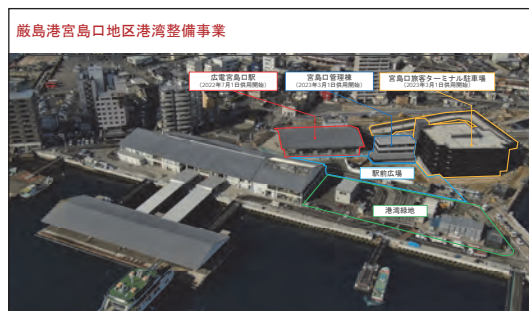 厳島港宮島口地区港湾整備事業
広電宮島口駅
(2022年7月1日供用開始)
宮島口管理棟
(2023年3月1日供用開始)
宮島口旅客ターミナル駐車場
(2023年3月1日供用開始)
駅前広場
港湾緑地